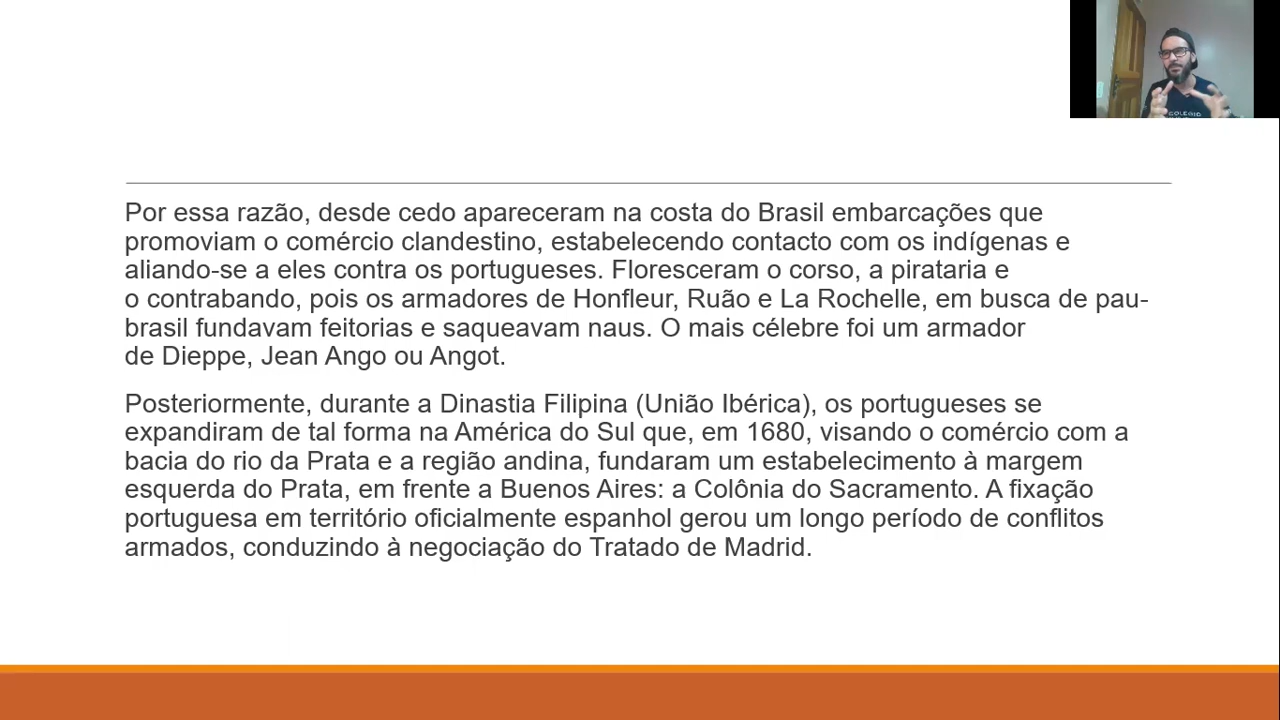 COLEGIO
Por essa razão, desde cedo apareceram na costa do Brasil embarcações que
promoviam o comércio clandestino, estabelecendo contacto com os indígenas e
aliando-se a eles contra os portugueses. Floresceram o corso, a pirataria e
o contrabando, pois os armadores de Honfleur, Ruão e La Rochelle, em busca de pau-
brasil fundavam feitorias e saqueavam naus. O mais célebre foi um armador
de Dieppe, Jean Ango ou Angot.
Posteriormente, durante a Dinastia Filipina (União Ibérica), os portugueses se
expandiram de tal forma na América do Sul que, em 1680, visando o comércio com a
bacia do rio da Prata e a região andina, fundaram um estabelecimento à margem
esquerda do Prata, em frente a Buenos Aires: a Colônia do Sacramento. A fixação
portuguesa em território oficialmente espanhol gerou um longo período de conflitos
armados, conduzindo à negociação do Tratado de Madrid.